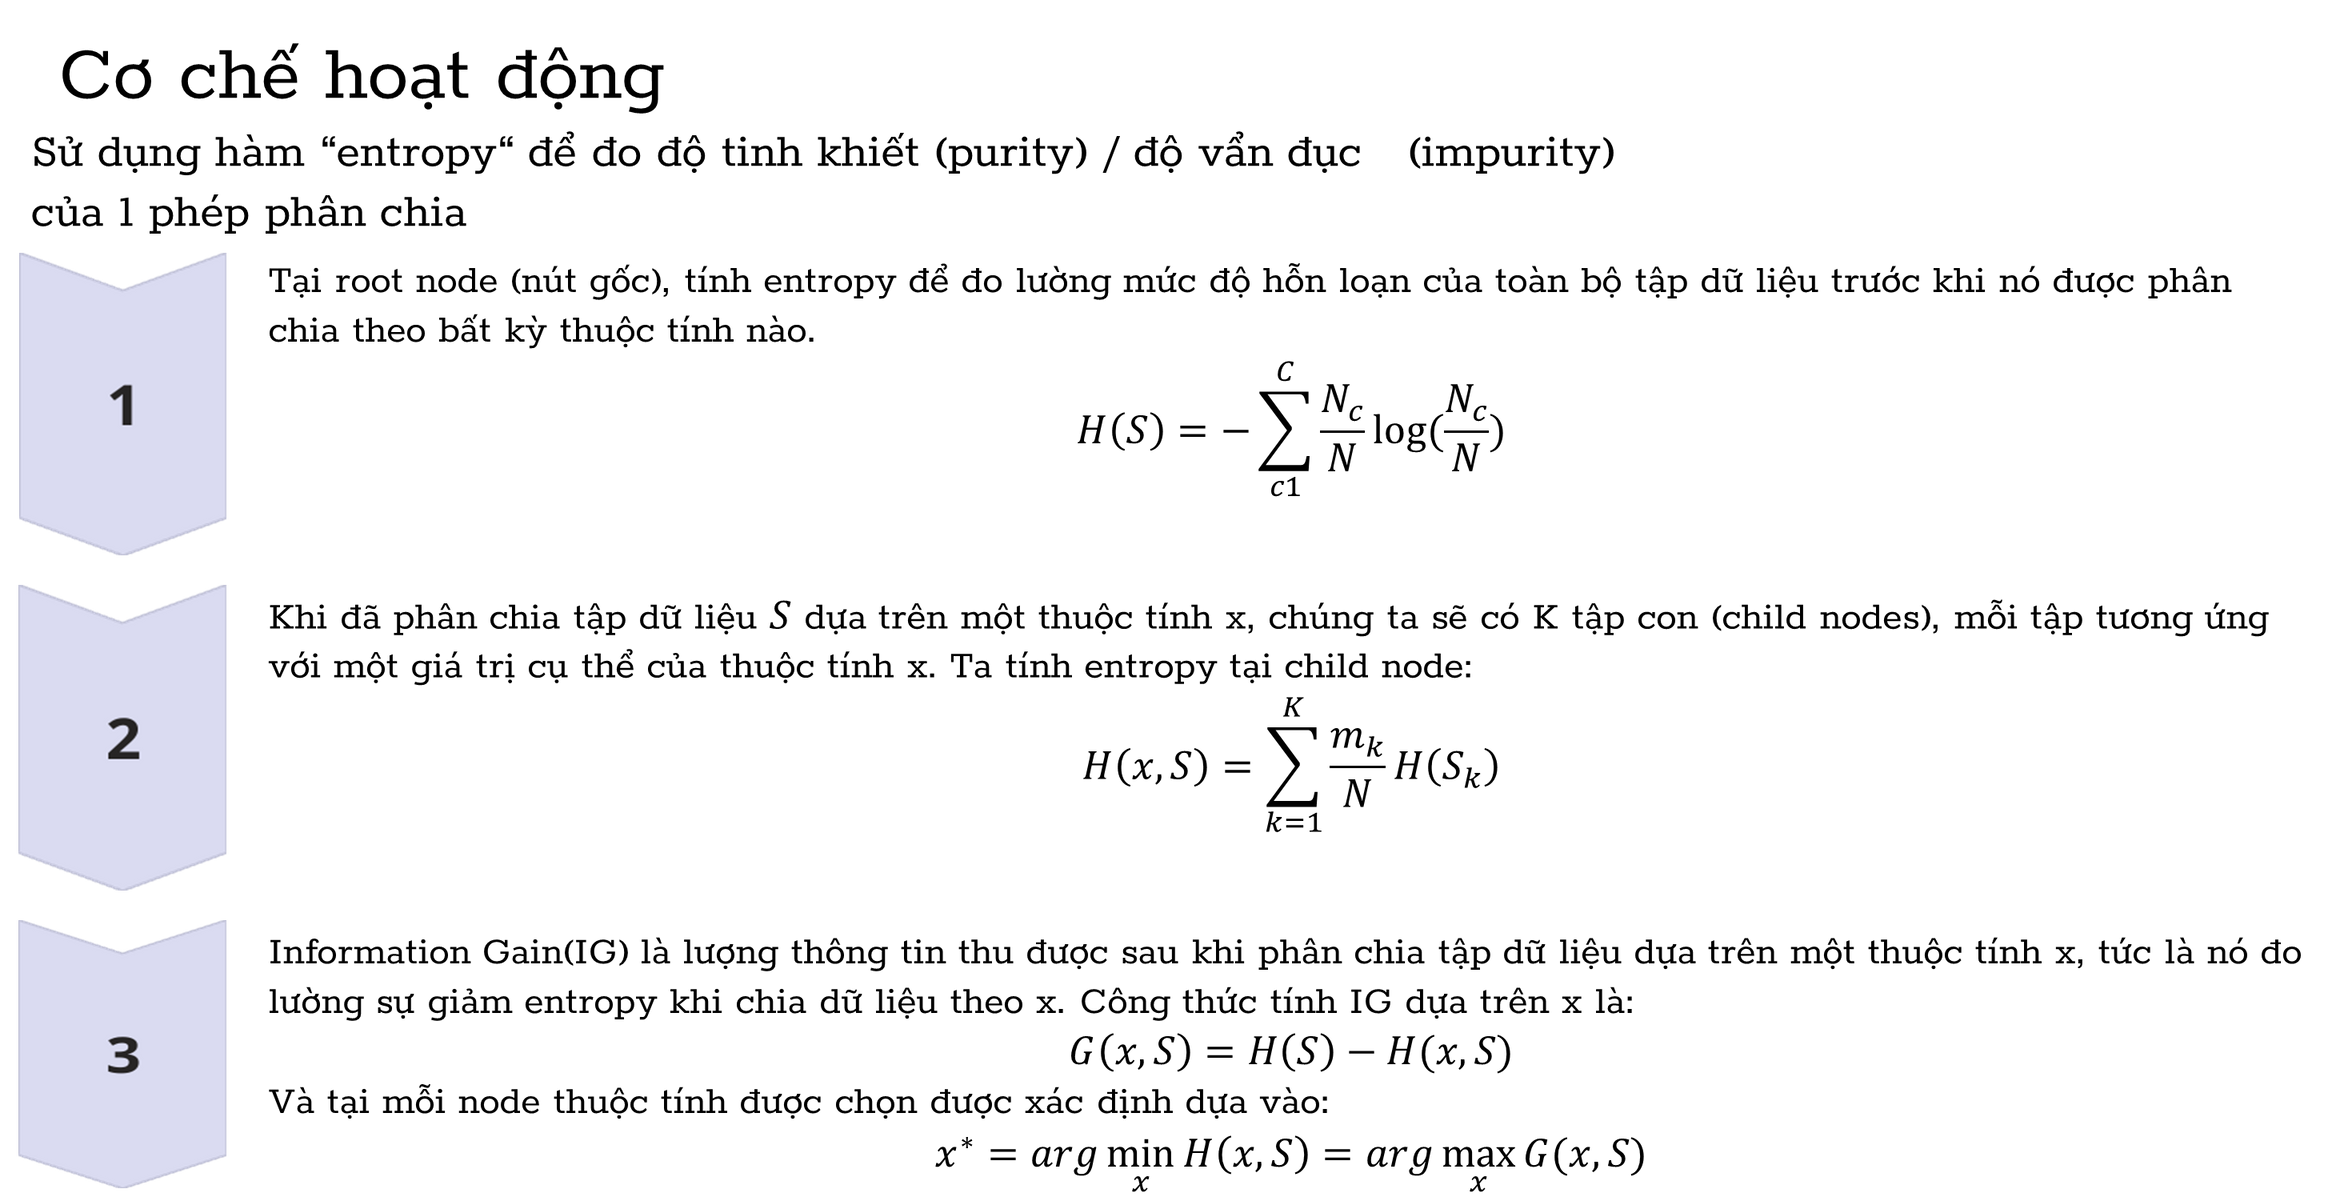 Cơ chế hoạt động
Sử dụng hàm “entropy“ để đo độ tinh khiết (purity) / độ vẩn đục (impurity)
của 1 phép phân chia
1
Tại root node (nút gốc), tính entropy để đo lường mức độ hỗn loạn của toàn bộ tập dữ liệu trước khi nó được phân
chia theo bất kỳ thuộc tính nào.
H(S) = − ∑_{c1}^{C} \frac{N_c}{N} log(\frac{N_c}{N})
2
Khi đã phân chia tập dữ liệu S dựa trên một thuộc tính x, chúng ta sẽ có K tập con (child nodes), mỗi tập tương ứng
với một giá trị cụ thể của thuộc tính x. Ta tính entropy tại child node:
H(x, S) = ∑_{k=1}^{K} \frac{m_k}{N} H(S_k)
3
Information Gain(IG) là lượng thông tin thu được sau khi phân chia tập dữ liệu dựa trên một thuộc tính x, tức là nó đo
lường sự giảm entropy khi chia dữ liệu theo x. Công thức tính IG dựa trên x là:
G(x, S) = H(S) − H(x, S)
Và tại mỗi node thuộc tính được chọn được xác định dựa vào:
x^* = arg min_x H(x, S) = arg max_x G(x, S)